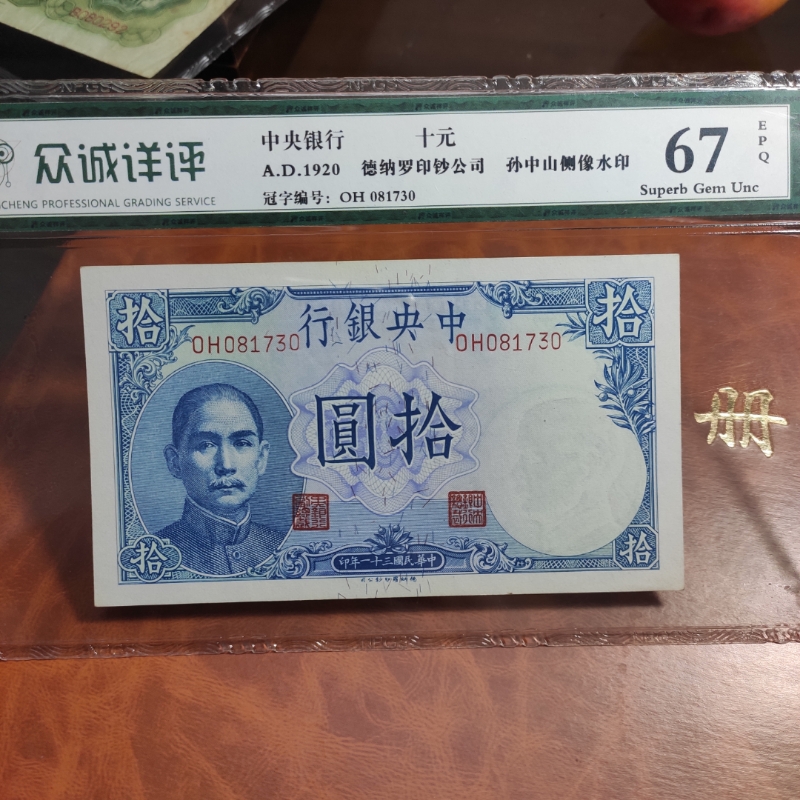 BJ80292
众诚详评
CHENG PROFESSIONAL GRADING SERVICE
中央银行 十元
A.D.1920 德纳罗印钞公司 孙中山侧像水印
冠字编号: OH 081730
67
EPQ
Superb Gem Unc
拾 行銀央中 拾
OH081730 OH081730
圓拾
拾 印年一十三國民華中 拾
册